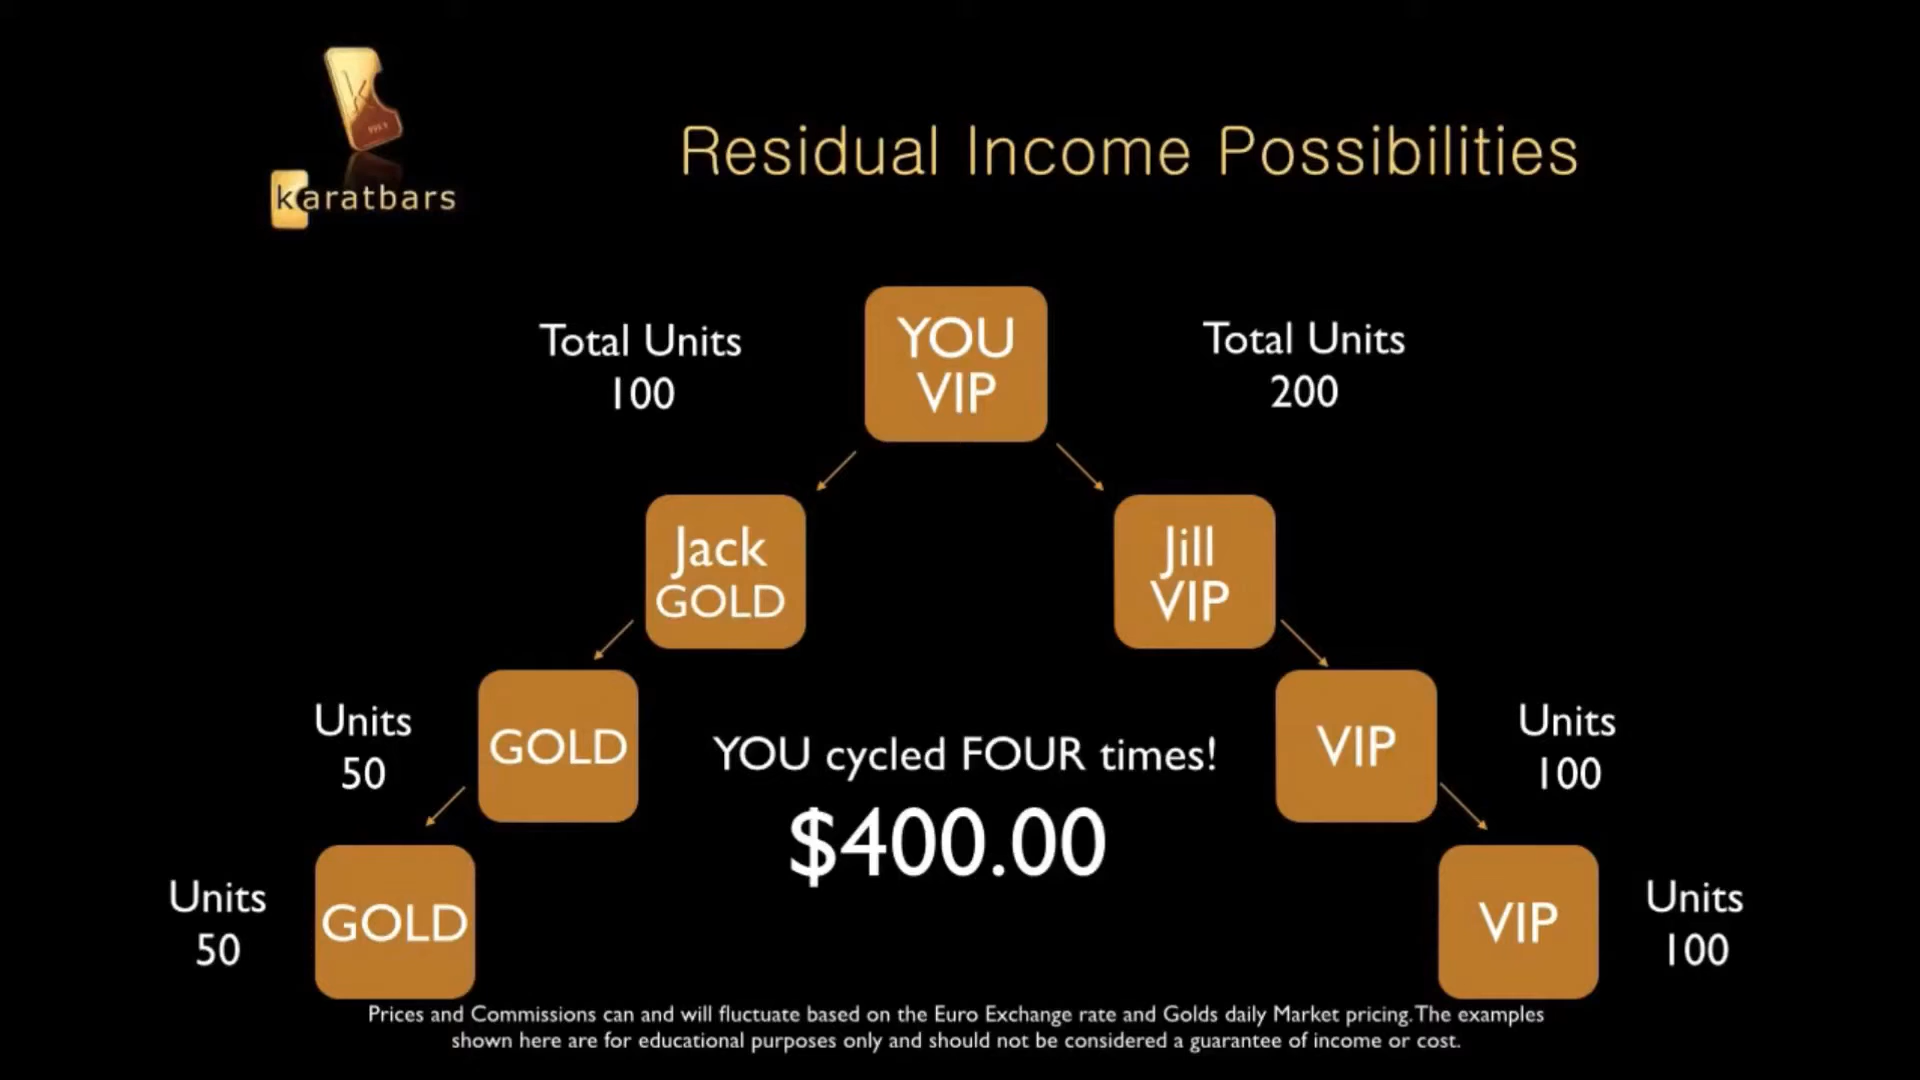 karatbars
Residual Income Possibilities
Total Units
100
YOU
VIP
Total Units
200
Jack
GOLD
Jill
VIP
Units
50
GOLD
YOU cycled FOUR times!
$400.00
VIP
Units
100
Units
50
GOLD
VIP
Units
100
Prices and Commissions can and will fluctuate based on the Euro Exchange rate and Golds daily Market pricing.The examples
shown here are for educational purposes only and should not be considered a guarantee of income or cost.